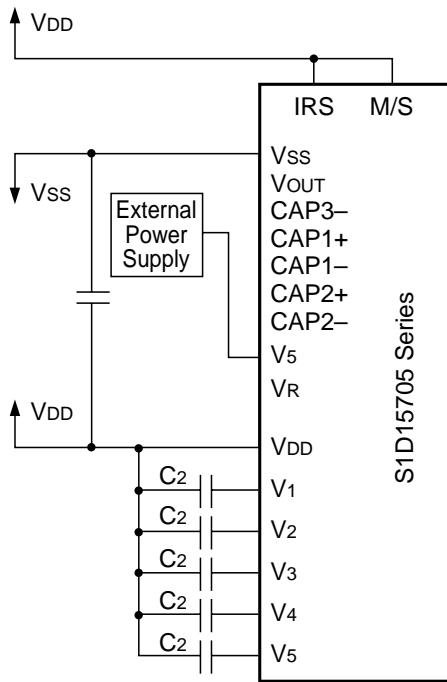 VDD
IRS M/S
VSS
VSS
VOUT
External
Power
Supply
CAP3–
CAP1+
CAP1–
CAP2+
CAP2–
V5
VR
VDD
VDD
C2 V1
C2 V2
C2 V3
C2 V4
C2 V5
S1D15705 Series